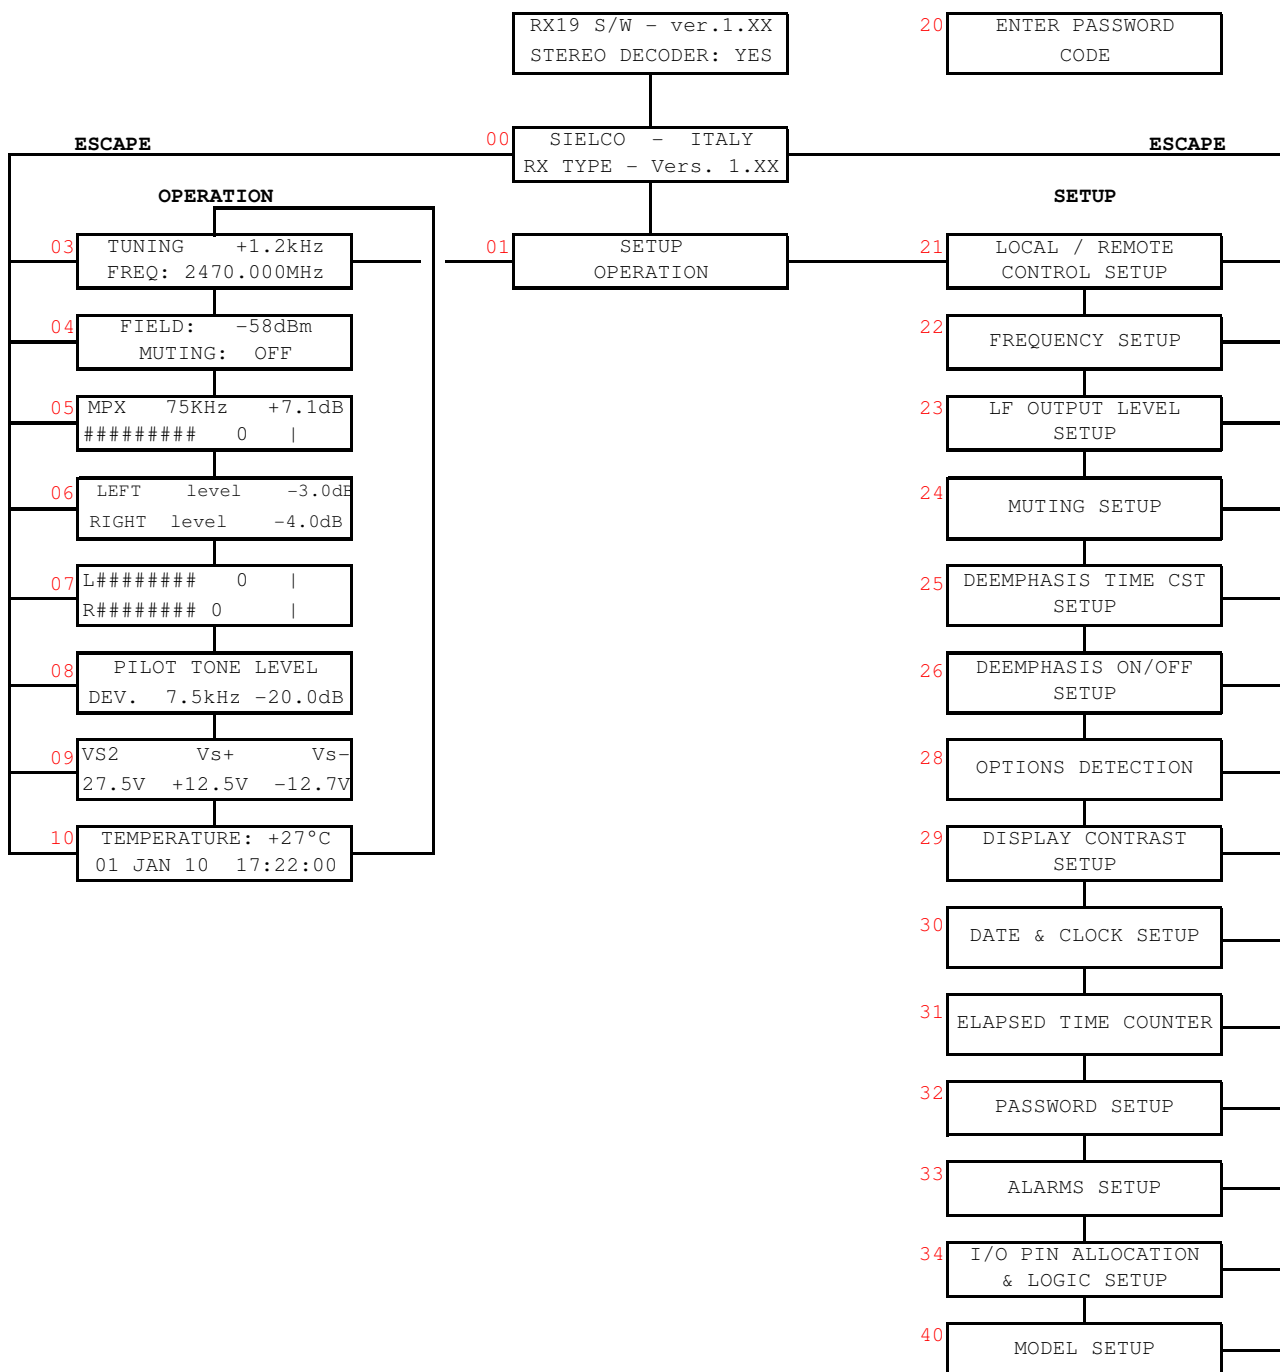 RX19 S/W - ver.1.XX
STEREO DECODER: YES
20 ENTER PASSWORD
CODE
ESCAPE
00 SIELCO - ITALY
RX TYPE - Vers. 1.XX
ESCAPE
OPERATION
SETUP
03 TUNING +1.2kHz
FREQ: 2470.000MHz
01 SETUP
OPERATION
21 LOCAL / REMOTE
CONTROL SETUP
04 FIELD: -58dBm
MUTING: OFF
22 FREQUENCY SETUP
05 MPX 75KHz +7.1dB
######### 0 |
23 LF OUTPUT LEVEL
SETUP
06 LEFT level -3.0dB
RIGHT level -4.0dB
24 MUTING SETUP
07 L######## 0 |
R######## 0 |
25 DEEMPHASIS TIME CST
SETUP
08 PILOT TONE LEVEL
DEV. 7.5kHz -20.0dB
26 DEEMPHASIS ON/OFF
SETUP
09 VS2 Vs+ Vs-
27.5V +12.5V -12.7V
28 OPTIONS DETECTION
10 TEMPERATURE: +27°C
01 JAN 10 17:22:00
29 DISPLAY CONTRAST
SETUP
30 DATE & CLOCK SETUP
31 ELAPSED TIME COUNTER
32 PASSWORD SETUP
33 ALARMS SETUP
34 I/O PIN ALLOCATION
& LOGIC SETUP
40 MODEL SETUP